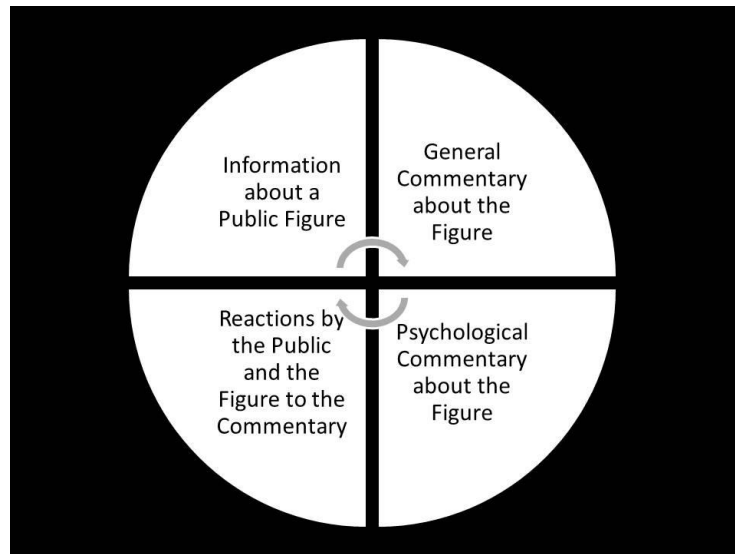 Information
about a
Public Figure
General
Commentary
about the
Figure
Psychological
Commentary
about the
Figure
Reactions by
the Public
and the
Figure to the
Commentary